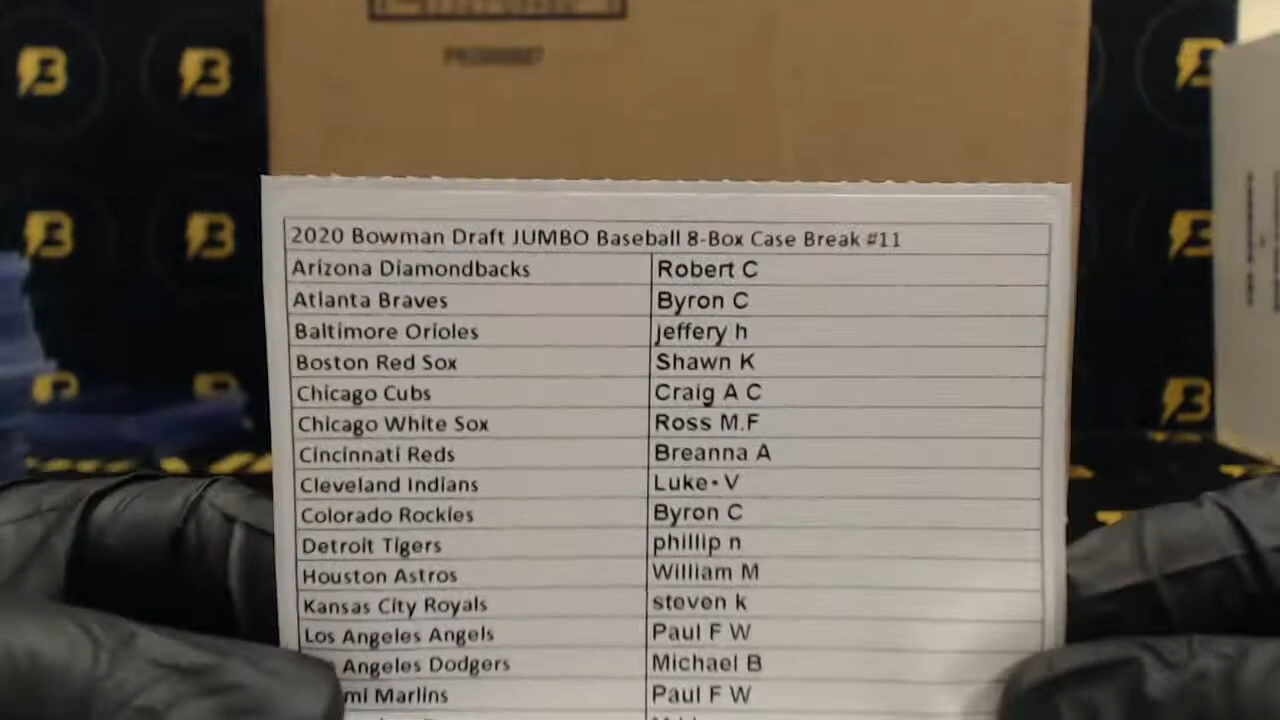 2020 Bowman Draft JUMBO Baseball 8-Box Case Break #11
Arizona Diamondbacks Robert C
Atlanta Braves Byron C
Baltimore Orioles jeffery h
Boston Red Sox Shawn K
Chicago Cubs Craig A C
Chicago White Sox Ross M.F
Cincinnati Reds Breanna A
Cleveland Indians Luke • V
Colorado Rockies Byron C
Detroit Tigers phillip n
Houston Astros William M
Kansas City Royals steven k
Los Angeles Angels Paul F W
Angeles Dodgers Michael B
mi Marlins Paul F W